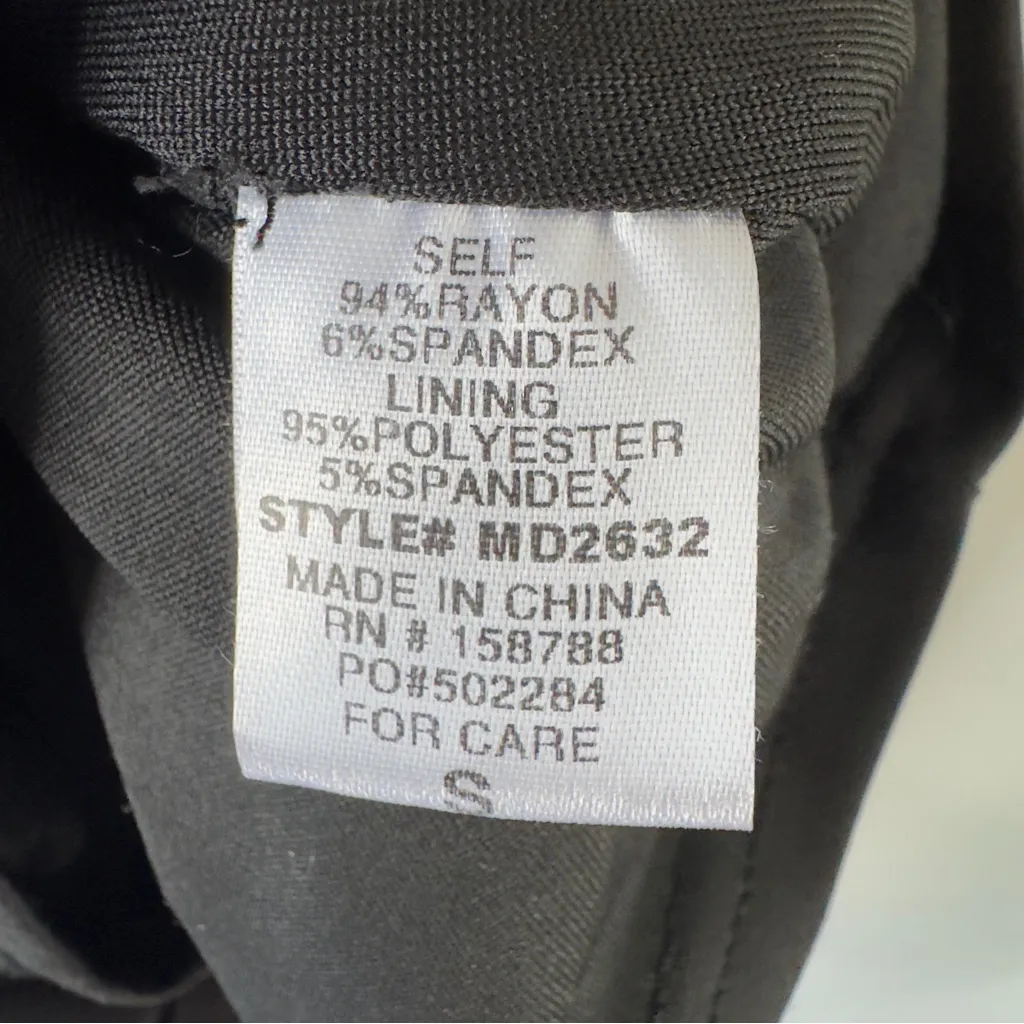 SELF
94%RAYON
6%SPANDEX
LINING
95%POLYESTER
5%SPANDEX
STYLE# MD2632
MADE IN CHINA
RN # 158788
PO#502284
FOR CARE
S